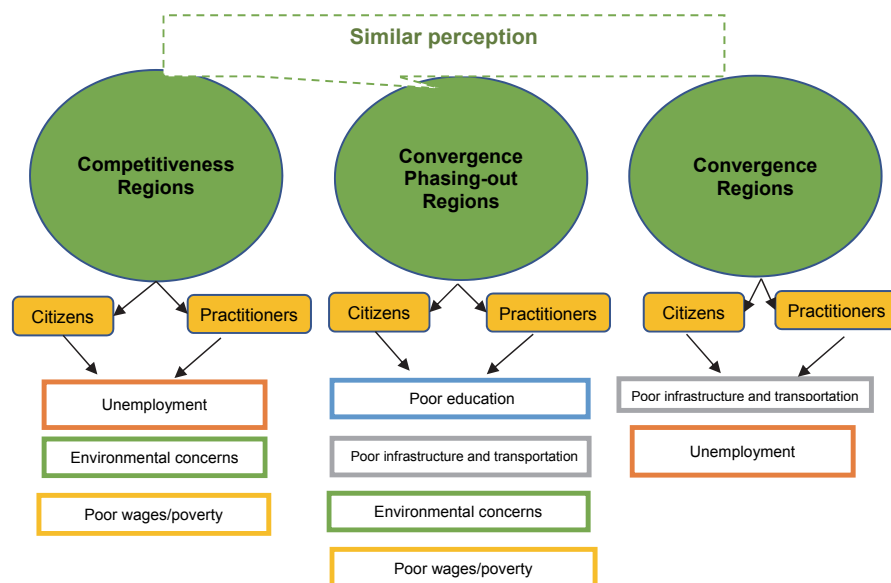 Similar perception
Competitiveness
Regions
Convergence
Phasing-out
Regions
Convergence
Regions
Citizens
Practitioners
Citizens
Practitioners
Citizens
Practitioners
Unemployment
Environmental concerns
Poor wages/poverty
Poor education
Poor infrastructure and transportation
Environmental concerns
Poor wages/poverty
Poor infrastructure and transportation
Unemployment